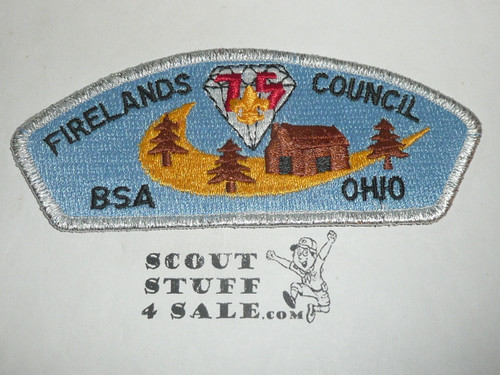 FIRELANDS COUNCIL
75
BSA OHIO
SCOUT
STUFF
4 SALE.COM